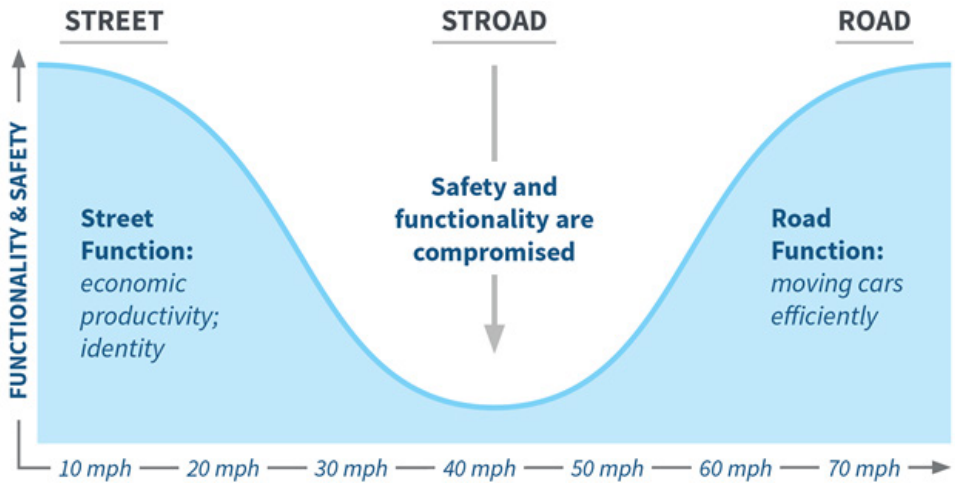 STREET
STROAD
ROAD
FUNCTIONALITY & SAFETY
Street
Function:
economic
productivity;
identity
Safety and
functionality are
compromised
Road
Function:
moving cars
efficiently
10 mph 20 mph 30 mph 40 mph 50 mph 60 mph 70 mph